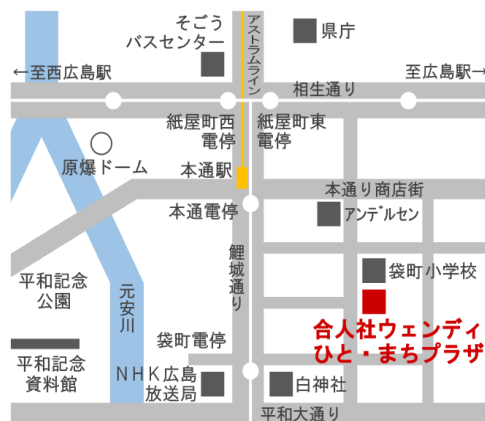 そごう
バスセンター
アストラムライン
県庁
←至西広島駅
至広島駅→
相生通り
紙屋町西
電停
紙屋町東
電停
原爆ドーム
本通駅
本通り商店街
本通電停
アンデルセン
鯉城通り
袋町小学校
平和記念
公園
元安川
合人社ウェンディ
ひと・まちプラザ
袋町電停
平和記念
資料館
ＮＨＫ広島
放送局
白神社
平和大通り